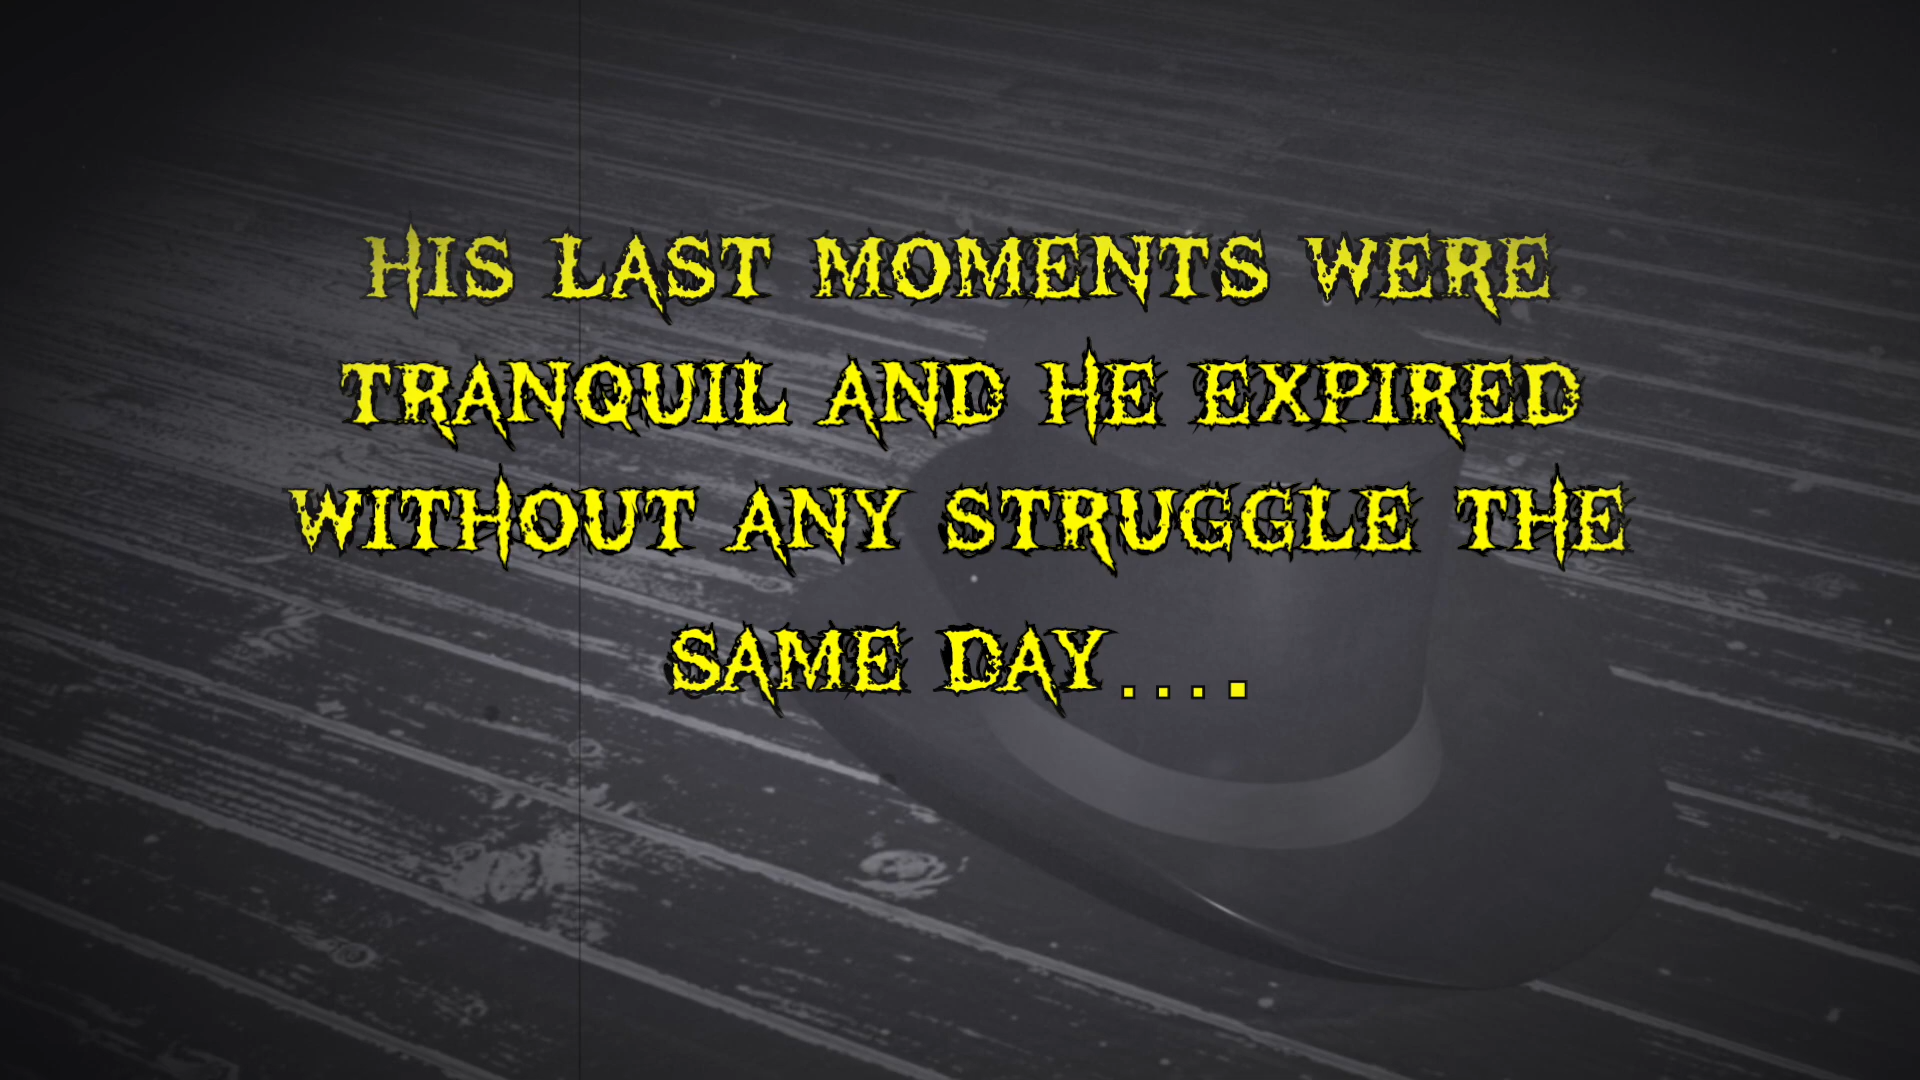 HIS LAST MOMENTS WERE
TRANQUIL AND HE EXPIRED
WITHOUT ANY STRUGGLE THE
SAME DAY....